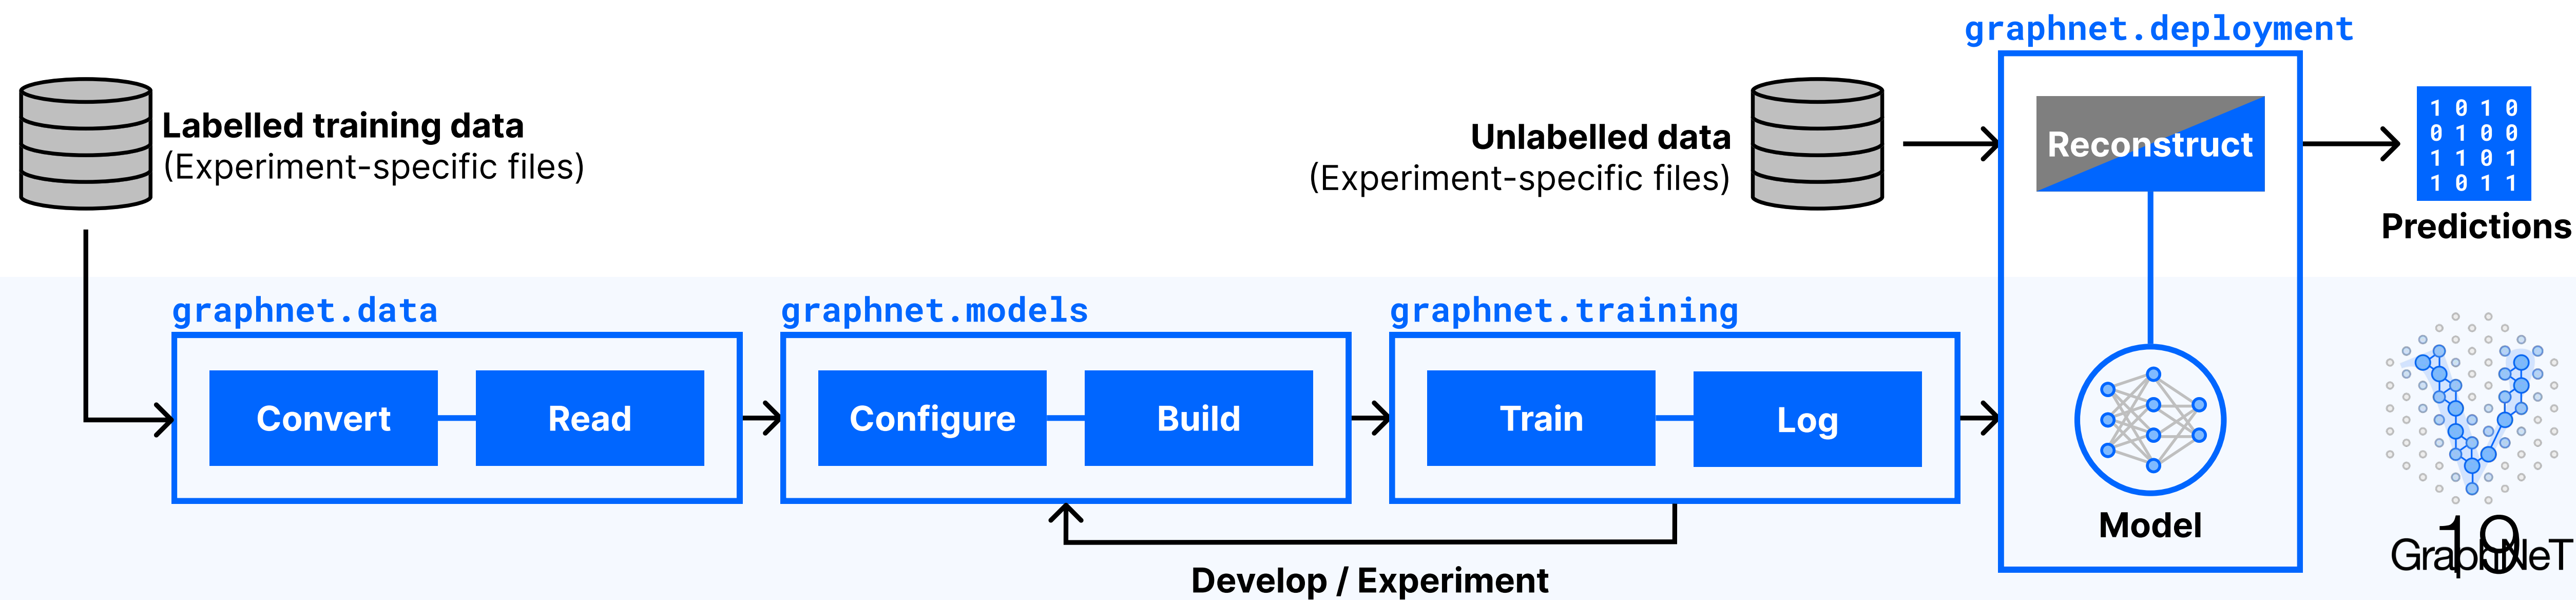 graphnet.deployment
Labelled training data
(Experiment-specific files)
Unlabelled data
(Experiment-specific files)
Reconstruct
1 0 1 0
0 1 0 0
1 1 0 1
1 0 1 1
Predictions
graphnet.data
Convert
Read
graphnet.models
Configure
Build
graphnet.training
Train
Log
Develop / Experiment
Model
19
GraphNeT